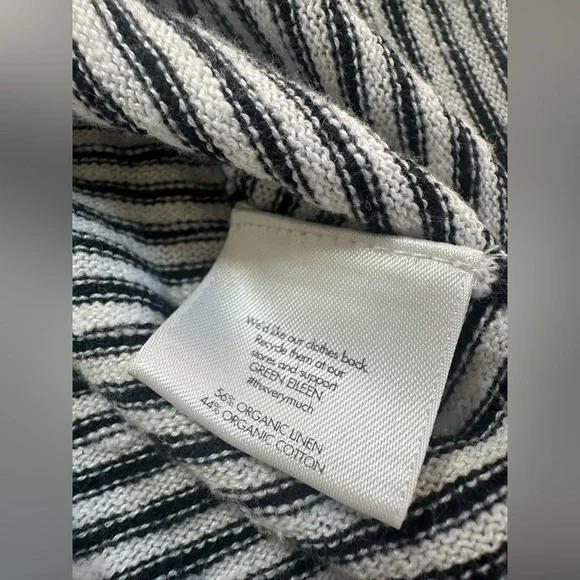 We'd like our clothes back.
Recycle them at our
stores and support
GREEN EILEEN
#thxverymuch
56% ORGANIC LINEN
44% ORGANIC COTTON